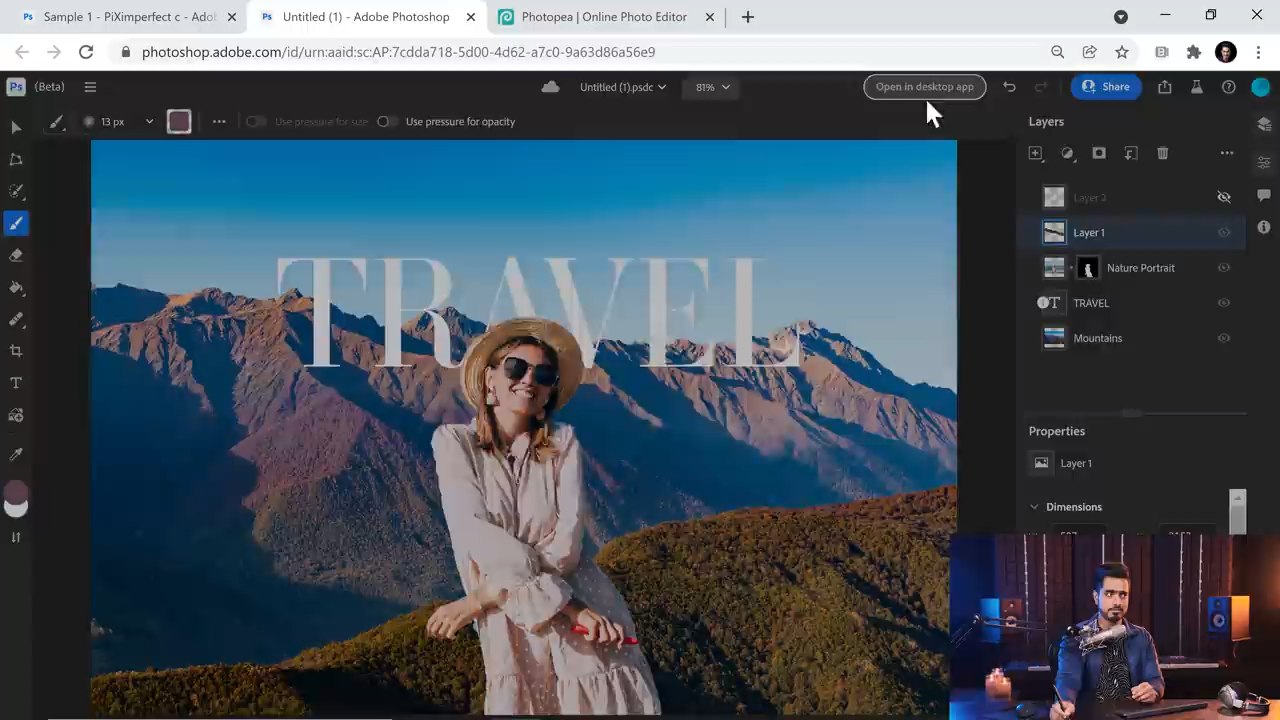 Sample 1 - PiXimperfect c - Adol
Untitled (1) - Adobe Photoshop
Photopea | Online Photo Editor
photoshop.adobe.com/id/urn:aaid:sc:AP:7cdda718-5d00-4d62-a7c0-9a63d86a56e9
Ps (Beta)
Untitled (1).psdc
81%
Open in desktop app
Share
13 px
Use pressure for size
Use pressure for opacity
Layers
Layer 2
Layer 1
Nature Portrait
T TRAVEL
Mountains
TRAVEL
Properties
Layer 1
Dimensions